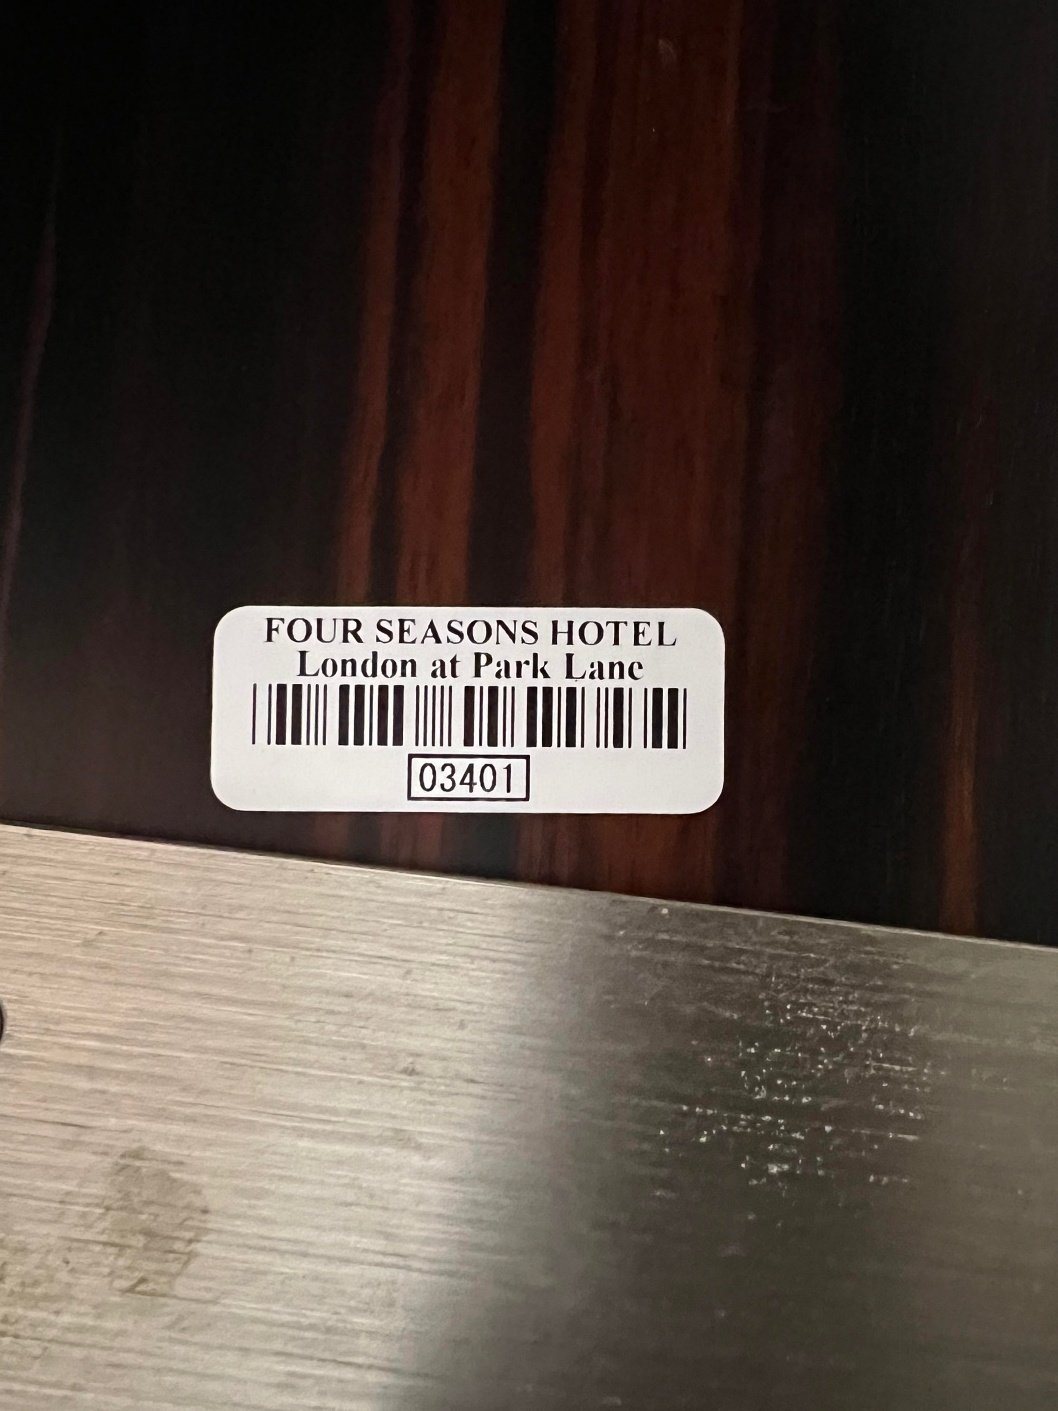 FOUR SEASONS HOTEL
London at Park Lane
03401